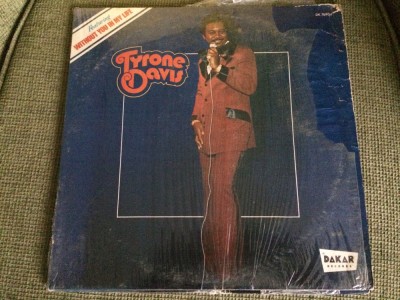 Featuring
WITHOUT YOU IN MY LIFE
Tyrone
Davis
DAKAR
RECORDS